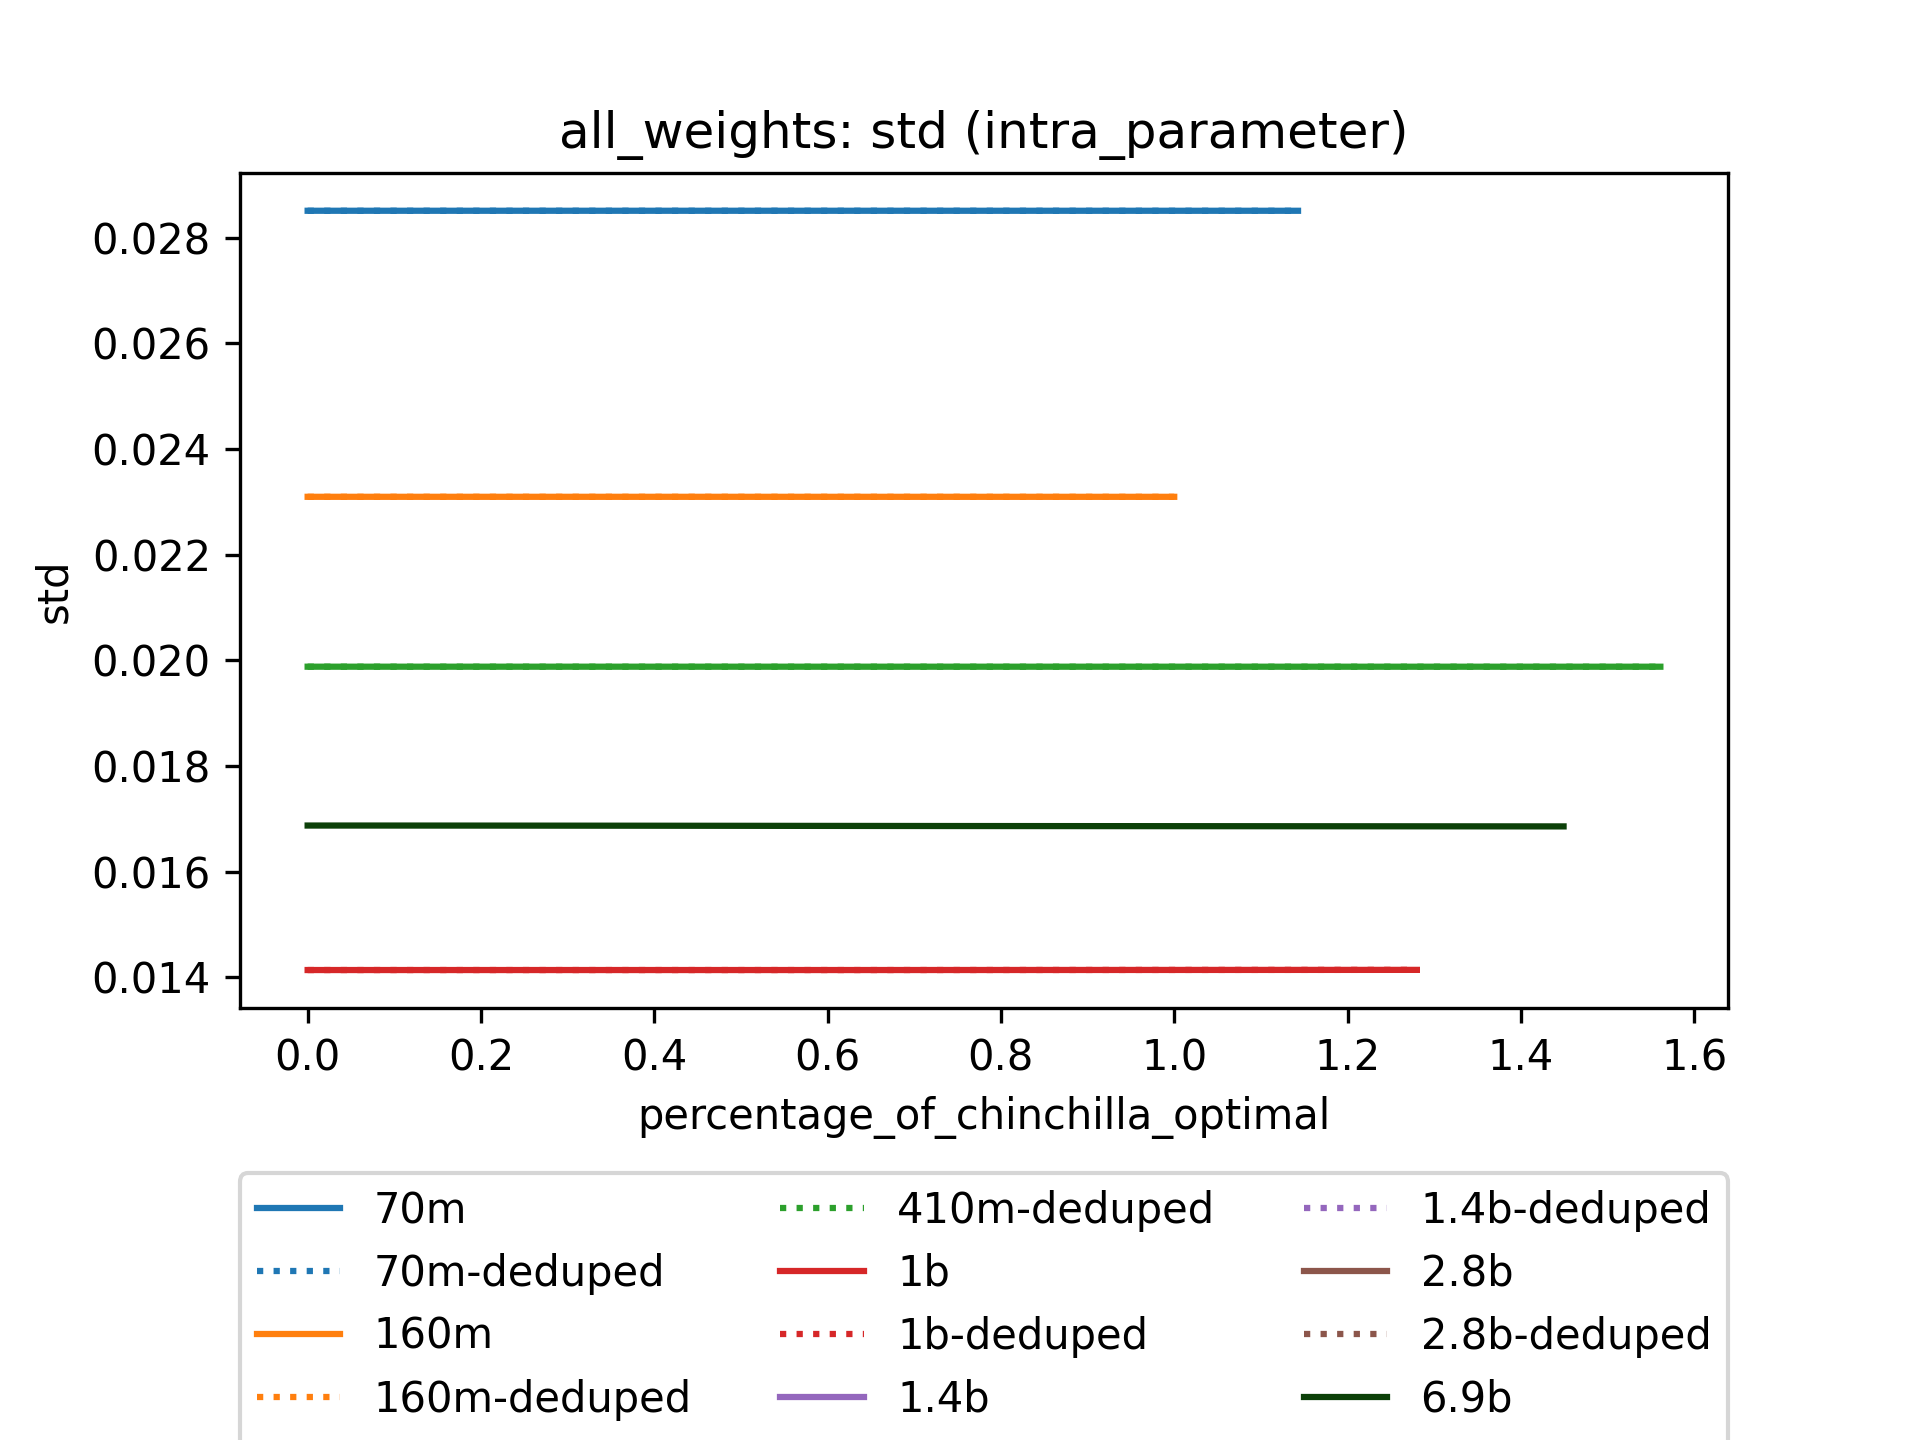 all_weights: std (intra_parameter)
std
0.028
0.026
0.024
0.022
0.020
0.018
0.016
0.014
0.0 0.2 0.4 0.6 0.8 1.0 1.2 1.4 1.6
percentage_of_chinchilla_optimal
70m
70m-deduped
160m
160m-deduped
410m-deduped
1b
1b-deduped
1.4b
1.4b-deduped
2.8b
2.8b-deduped
6.9b